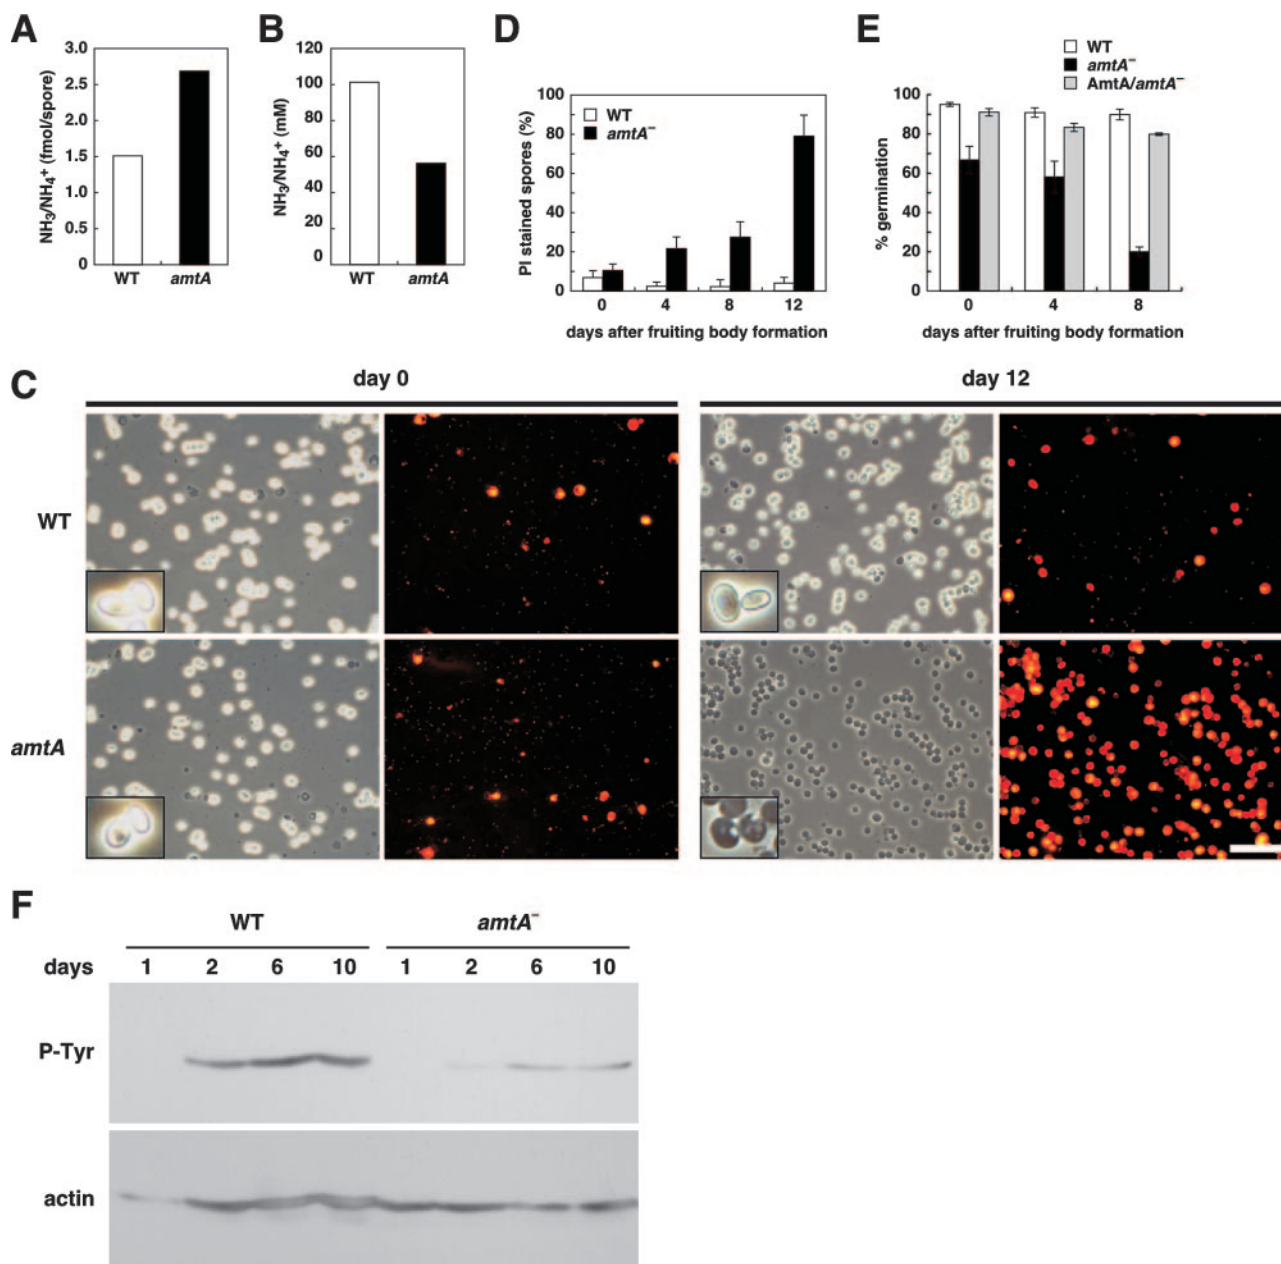 A
NH₃/NH₄⁺ (fmol/spore)
3.0
2.5
2.0
1.5
1.0
0.5
0
WT
amtA
B
NH₃/NH₄⁺ (mM)
120
100
80
60
40
20
0
WT
amtA
D
PI stained spores (%)
100
80
60
40
20
0
WT
amtA⁻
0 4 8 12
days after fruiting body formation
E
WT
amtA⁻
AmtA/amtA⁻
% germination
100
80
60
40
20
0
0 4 8
days after fruiting body formation
C
day 0
day 12
WT
amtA
F
WT
amtA⁻
days 1 2 6 10 1 2 6 10
P-Tyr
actin